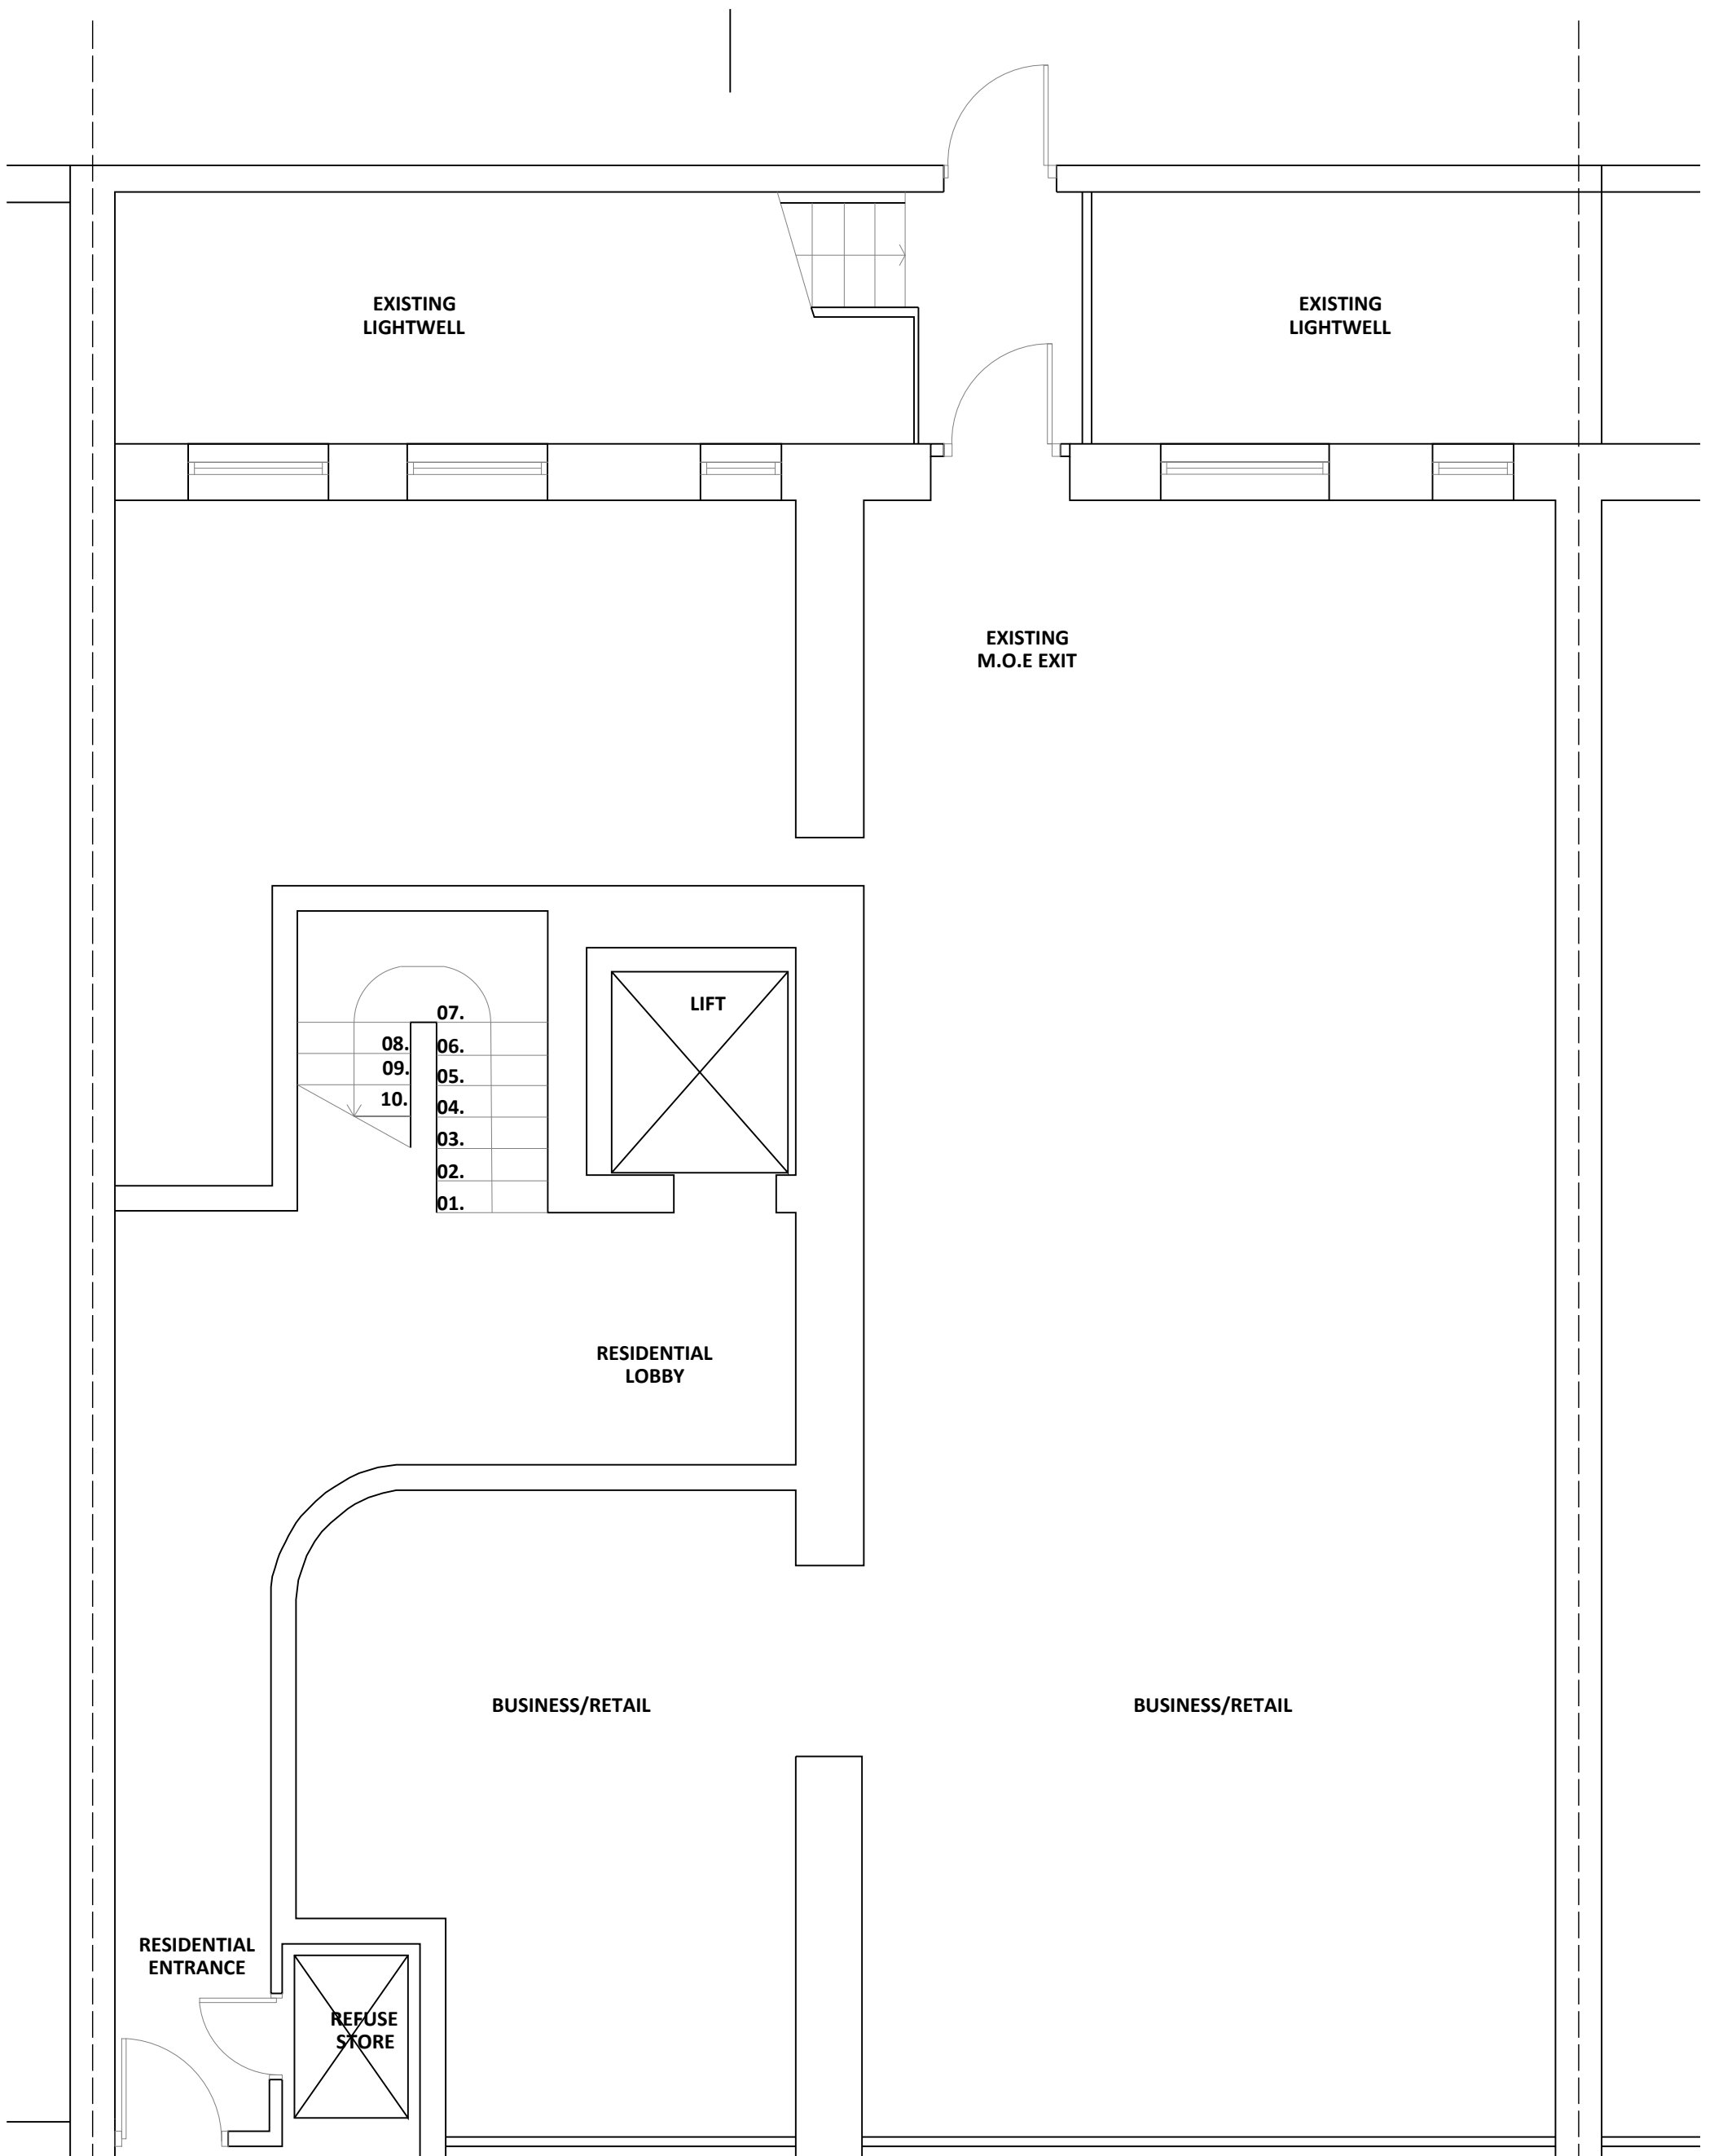 EXISTING
LIGHTWELL
EXISTING
LIGHTWELL
EXISTING
M.O.E EXIT
LIFT
07.
08.
06.
09.
05.
10.
04.
03.
02.
01.
RESIDENTIAL
LOBBY
BUSINESS/RETAIL
BUSINESS/RETAIL
RESIDENTIAL
ENTRANCE
REFUSE
STORE